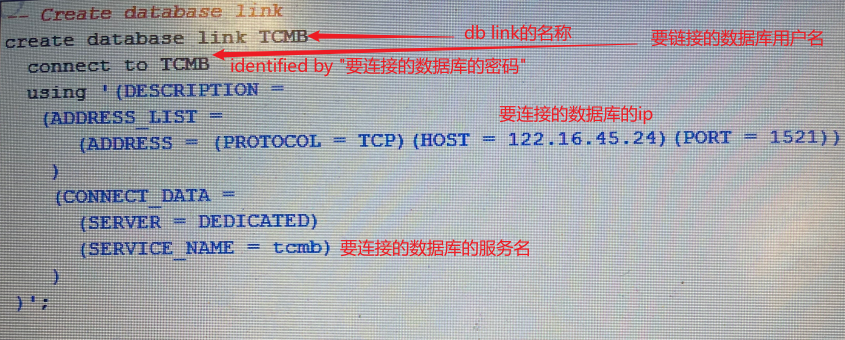 -- Create database link
create database link TCMB db link的名称 要链接的数据库用户名
connect to TCMB identified by "要连接的数据库的密码"
using '(DESCRIPTION =
(ADDRESS_LIST = 要连接的数据库的ip
(ADDRESS = (PROTOCOL = TCP)(HOST = 122.16.45.24)(PORT = 1521))
)
(CONNECT_DATA =
(SERVER = DEDICATED)
(SERVICE_NAME = tcmb) 要连接的数据库的服务名
)
)';